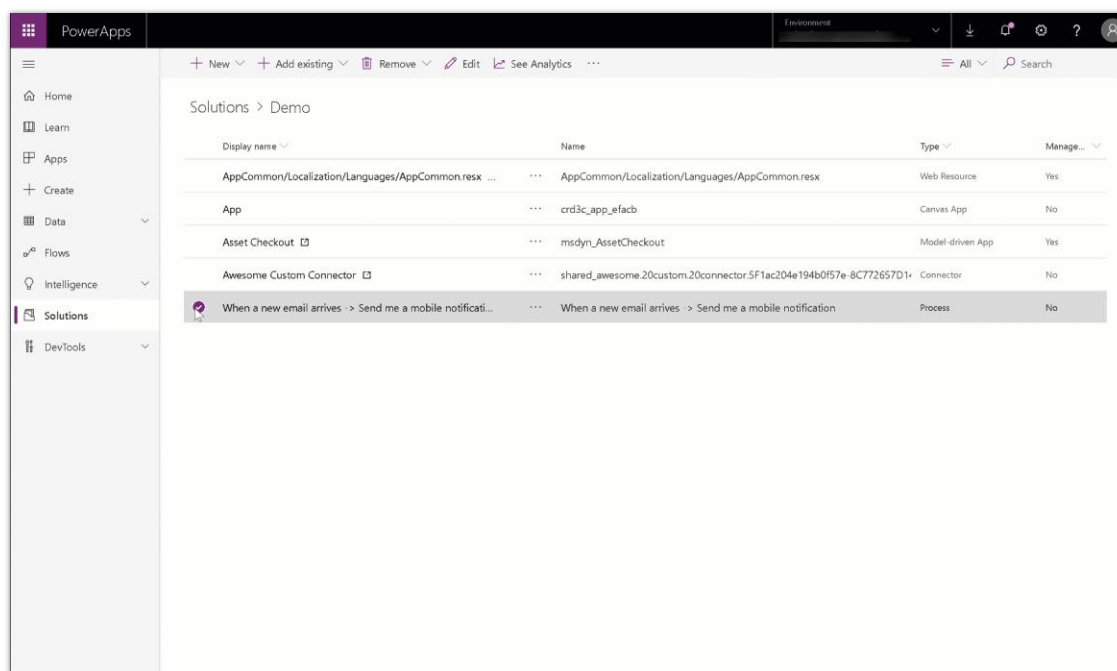 PowerApps Environment ?
New Add existing Remove Edit See Analytics ··· All Search
Home
Learn
Apps
Create
Data
Flows
Intelligence
Solutions
DevTools
Solutions > Demo
Display name Name Type Manage...
AppCommon/Localization/Languages/AppCommon.resx ... ··· AppCommon/Localization/Languages/AppCommon.resx Web Resource Yes
App ··· crd3c_app_efacb Canvas App No
Asset Checkout ··· msdyn_AssetCheckout Model-driven App Yes
Awesome Custom Connector ··· shared_awesome.20custom.20connector.5F1ac204e194b0f57e-8C772657D1 Connector No
When a new email arrives -> Send me a mobile notificati... ··· When a new email arrives -> Send me a mobile notification Process No